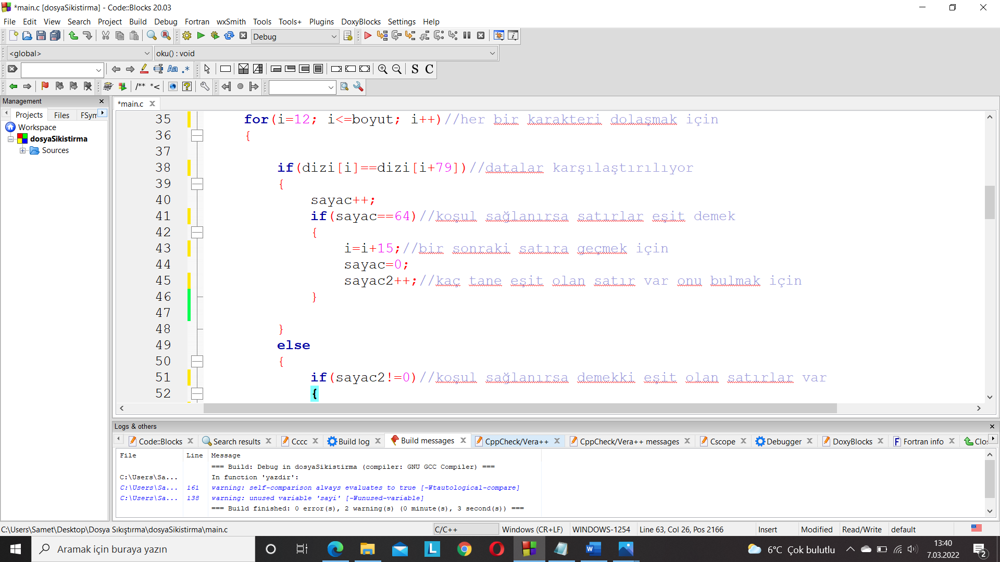 *main.c [dosyaSikistirma] - Code::Blocks 20.03
File Edit View Search Project Build Debug Fortran wxSmith Tools Tools+ Plugins DoxyBlocks Settings Help
Debug
<global> oku() : void
Aa .* S C
/** *<
Management
*main.c
Projects Files FSym
Workspace
dosyaSikistirma
Sources
35 for(i=12; i<=boyut; i++)//her bir karakteri dolaşmak için
36 {
37
38 if(dizi[i]==dizi[i+79])//datalar karşılaştırılıyor
39 {
40 sayac++;
41 if(sayac==64)//koşul sağlanırsa satırlar eşit demek
42 {
43 i=i+15;//bir sonraki satıra geçmek için
44 sayac=0;
45 sayac2++;//kaç tane eşit olan satır var onu bulmak için
46 }
47
48 }
49 else
50 {
51 if(sayac2!=0)//koşul sağlanırsa demekki eşit olan satırlar var
52 {
Logs & others
Code::Blocks Search results Cccc Build log Build messages CppCheck/Vera++ CppCheck/Vera++ messages Cscope Debugger DoxyBlocks Fortran info Clo
File Line Message
=== Build: Debug in dosyaSikistirma (compiler: GNU GCC Compiler) ===
C:\Users\Sa... In function 'yazdir':
C:\Users\Sa... 161 warning: self-comparison always evaluates to true [-Wtautological-compare]
C:\Users\Sa... 138 warning: unused variable 'sayi' [-Wunused-variable]
=== Build finished: 0 error(s), 2 warning(s) (0 minute(s), 3 second(s)) ===
C:\Users\Samet\Desktop\Dosya Sıkıştırma\dosyaSikistirma\main.c C/C++ Windows (CR+LF) WINDOWS-1254 Line 63, Col 26, Pos 2166 Insert Modified Read/Write default
Aramak için buraya yazın
6°C Çok bulutlu
13:40
7.03.2022
2